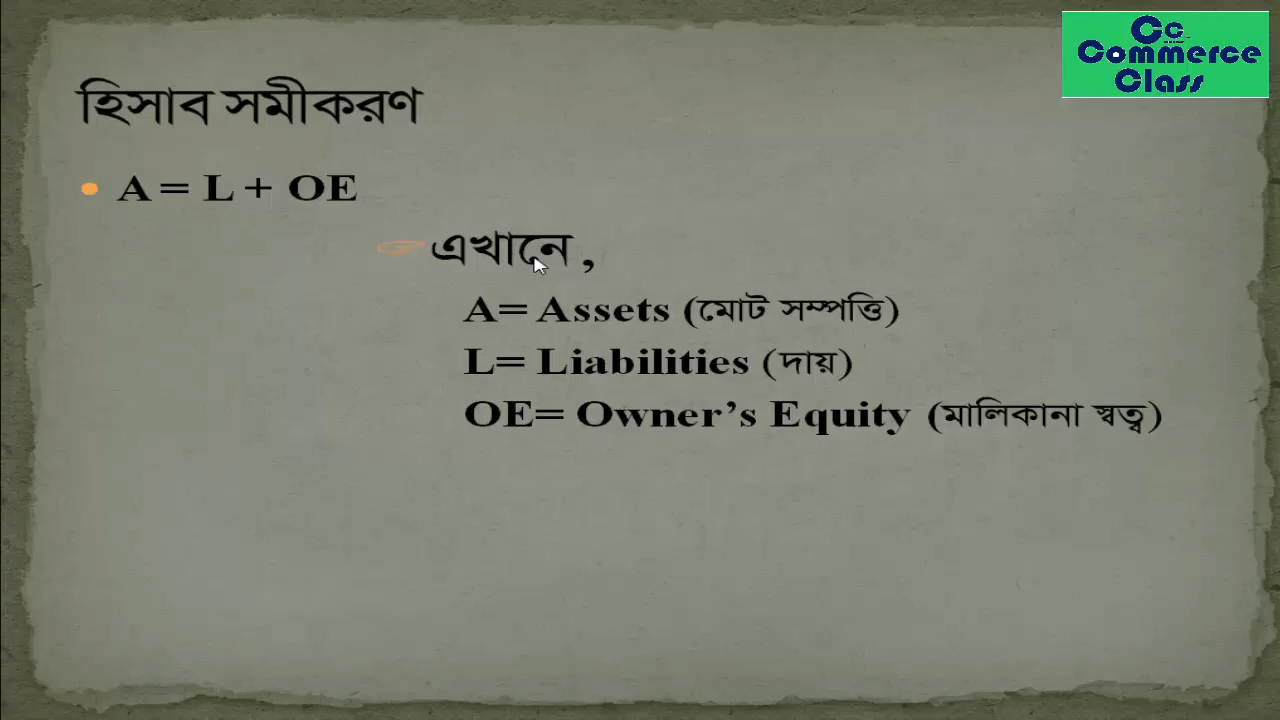 Cc
Commerce
Class
হিসাব সমীকরণ
A = L + OE
এখানে ,
A= Assets (মোট সম্পত্তি)
L= Liabilities (দায়)
OE= Owner’s Equity (মালিকানা স্বত্ব)